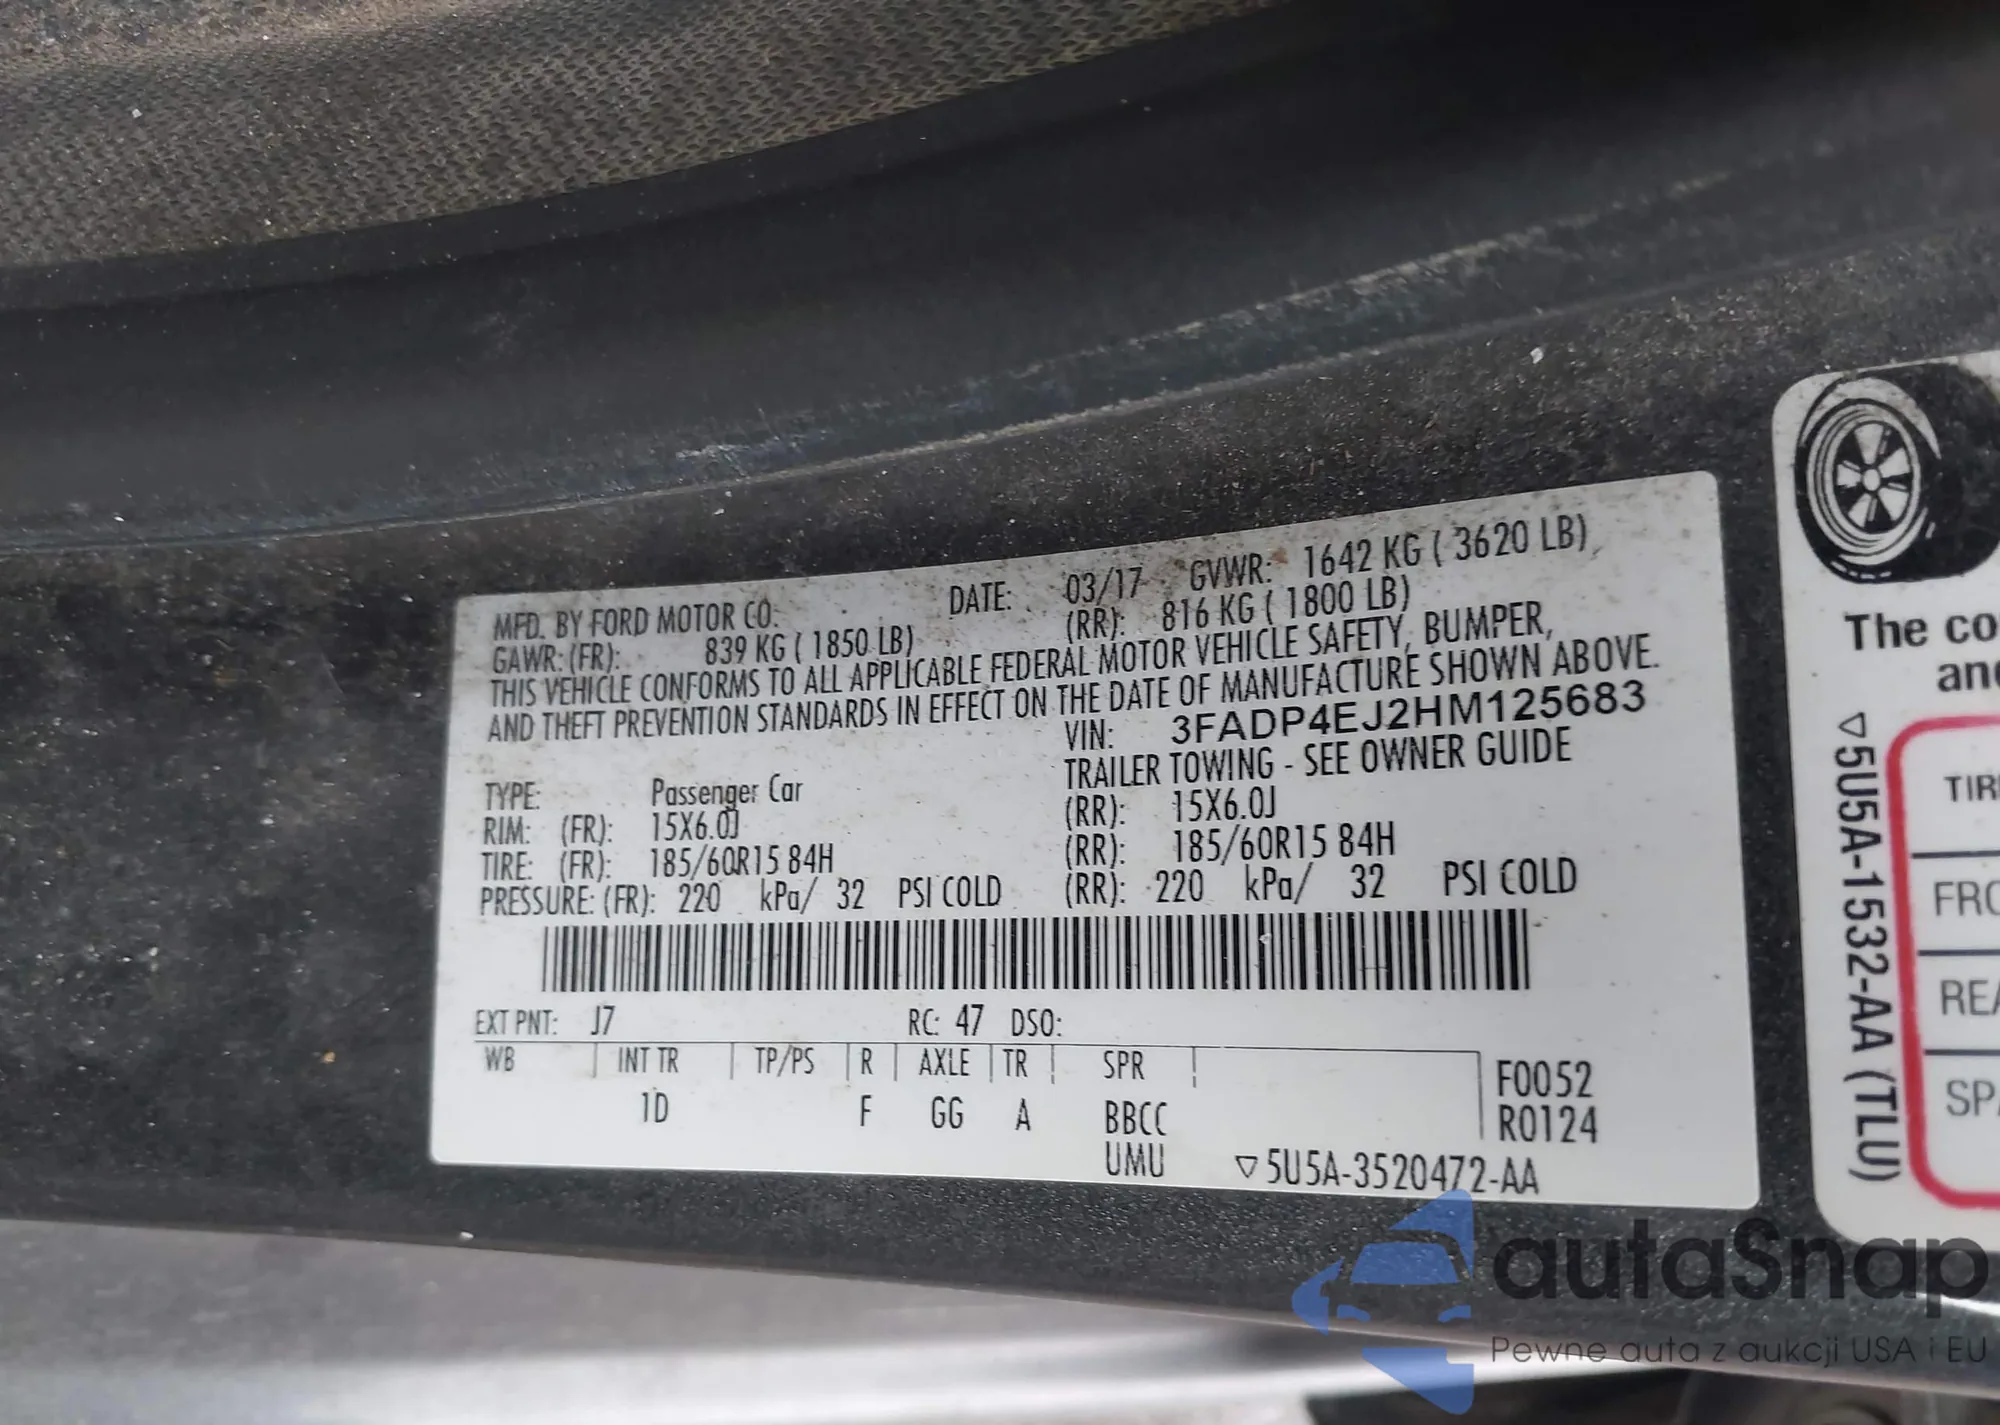 MFD. BY FORD MOTOR CO. DATE: 03/17 GVWR: 1642 KG ( 3620 LB)
GAWR: (FR): 839 KG ( 1850 LB) (RR): 816 KG ( 1800 LB)
THIS VEHICLE CONFORMS TO ALL APPLICABLE FEDERAL MOTOR VEHICLE SAFETY, BUMPER,
AND THEFT PREVENTION STANDARDS IN EFFECT ON THE DATE OF MANUFACTURE SHOWN ABOVE.
VIN: 3FADP4EJ2HM125683
TYPE: Passenger Car TRAILER TOWING - SEE OWNER GUIDE
RIM: (FR): 15X6.0J (RR): 15X6.0J
TIRE: (FR): 185/60R15 84H (RR): 185/60R15 84H
PRESSURE: (FR): 220 kPa/ 32 PSI COLD (RR): 220 kPa/ 32 PSI COLD
EXT PNT: J7 RC: 47 DSO:
WB INT TR TP/PS R AXLE TR SPR F0052
1D F GG A BBCC R0124
UMU ▽5U5A-3520472-AA
The co
and
▽5U5A-1532-AA (TLU)
TIR
FRO
REA
SPA
autaSnap
Pewne auta z aukcji USA i EU